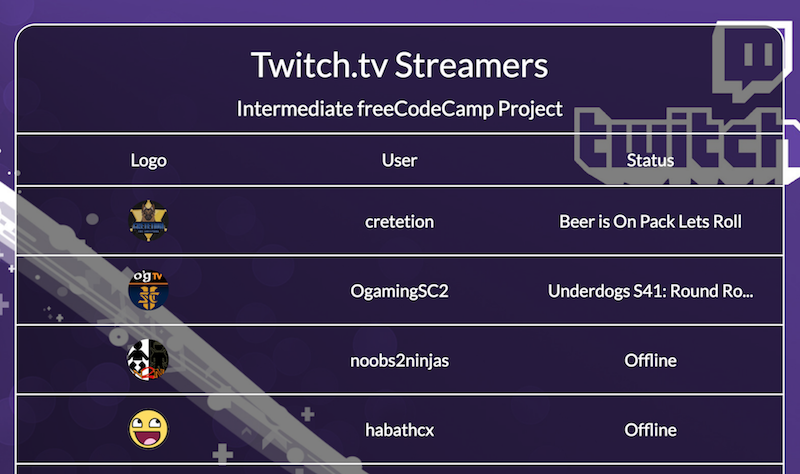 Twitch.tv Streamers
Intermediate freeCodeCamp Project
twitch
Logo User Status
cretetion Beer is On Pack Lets Roll
OgTV
OgamingSC2 Underdogs S41: Round Ro...
noobs2ninjas Offline
habathcx Offline